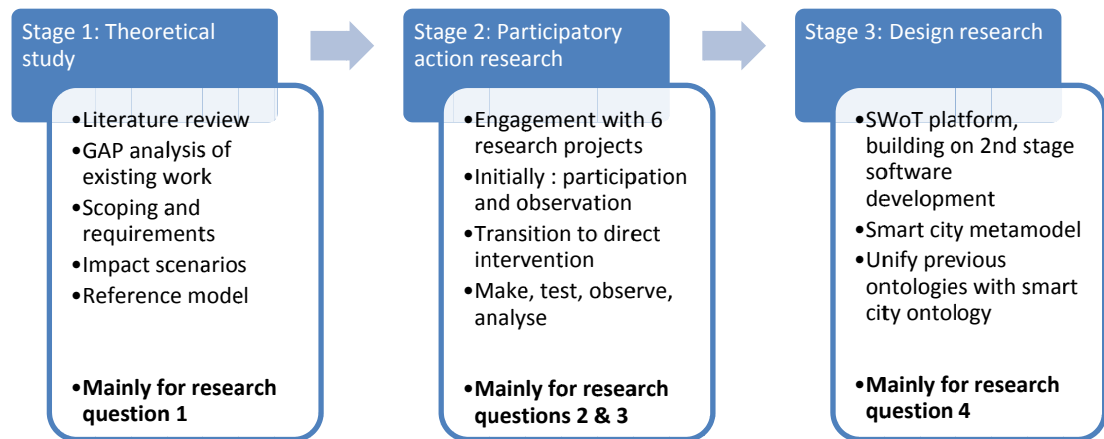 Stage 1: Theoretical
study
•Literature review
•GAP analysis of
existing work
•Scoping and
requirements
•Impact scenarios
•Reference model
•Mainly for research
question 1
Stage 2: Participatory
action research
•Engagement with 6
research projects
•Initially : participation
and observation
•Transition to direct
intervention
•Make, test, observe,
analyse
•Mainly for research
questions 2 & 3
Stage 3: Design research
•SWoT platform,
building on 2nd stage
software
development
•Smart city metamodel
•Unify previous
ontologies with smart
city ontology
•Mainly for research
question 4